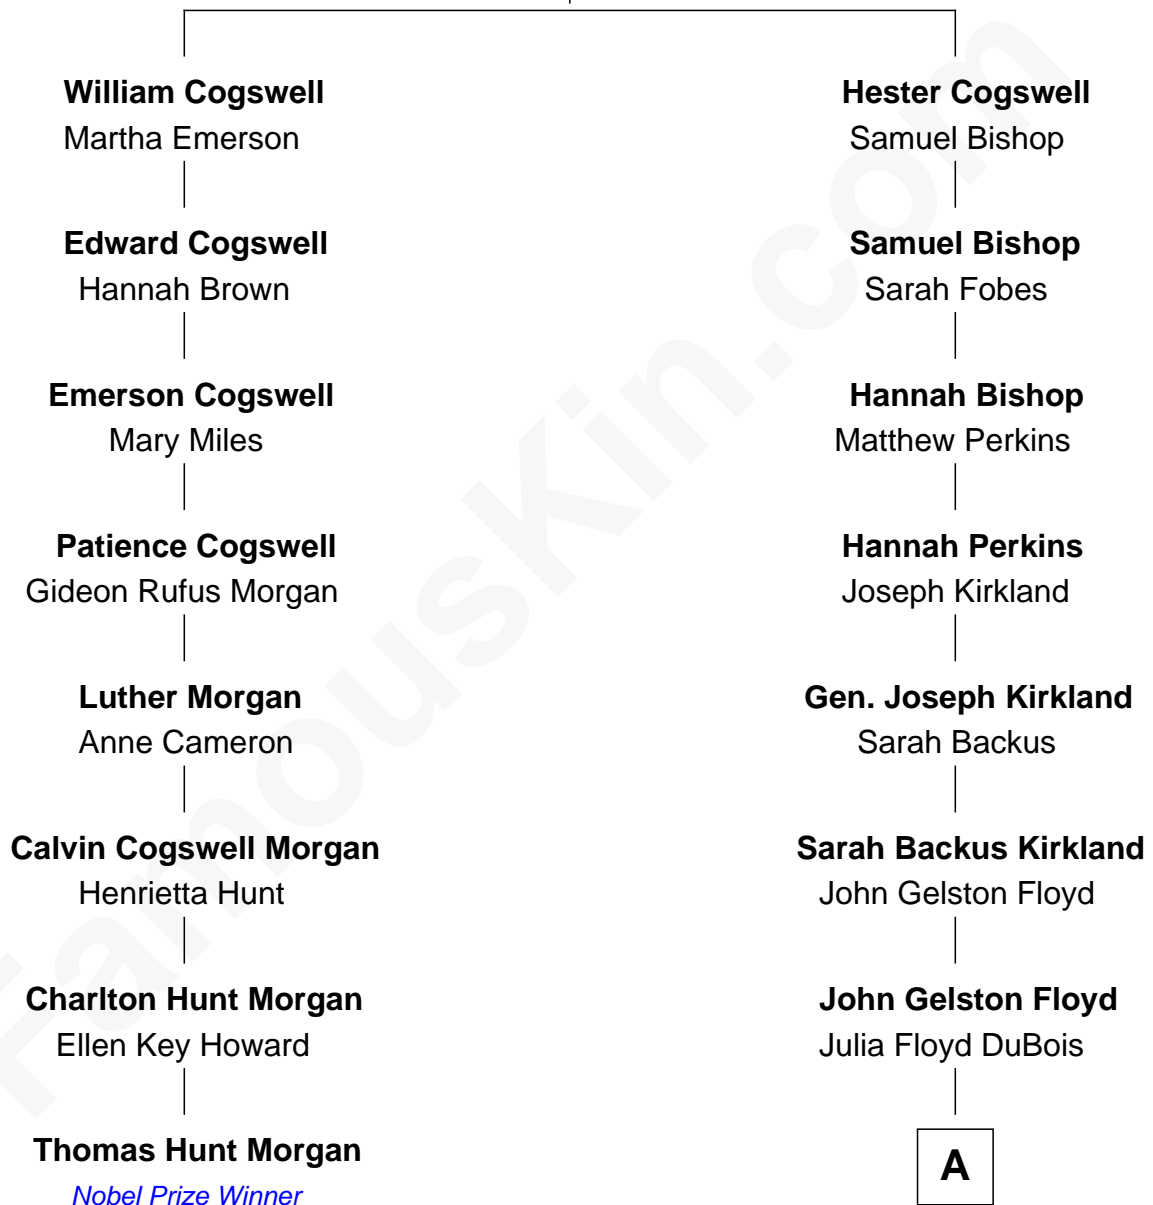 William Cogswell
Martha Emerson
Edward Cogswell
Hannah Brown
Emerson Cogswell
Mary Miles
Patience Cogswell
Gideon Rufus Morgan
Luther Morgan
Anne Cameron
Calvin Cogswell Morgan
Henrietta Hunt
Charlton Hunt Morgan
Ellen Key Howard
Thomas Hunt Morgan
Nobel Prize Winner
Hester Cogswell
Samuel Bishop
Samuel Bishop
Sarah Fobes
Hannah Bishop
Matthew Perkins
Hannah Perkins
Joseph Kirkland
Gen. Joseph Kirkland
Sarah Backus
Sarah Backus Kirkland
John Gelston Floyd
John Gelston Floyd
Julia Floyd DuBois
A
FamousKin.com